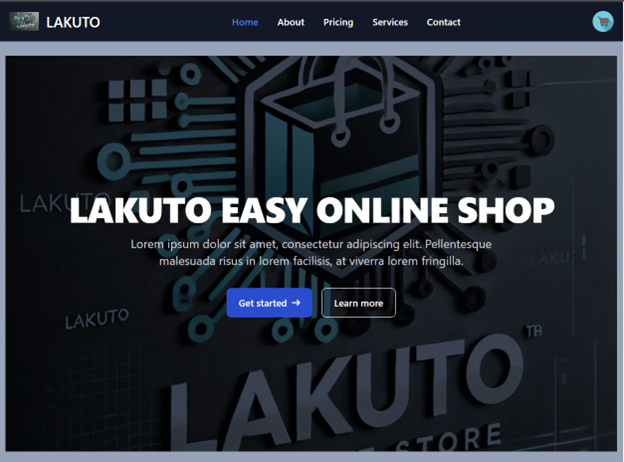 LAKUTO
Home About Pricing Services Contact
LAKUTO
LAKUTO EASY ONLINE SHOP
Lorem ipsum dolor sit amet, consectetur adipiscing elit. Pellentesque
malesuada risus in lorem facilisis, at viverra lorem fringilla.
LAKUT
Get started → Learn more
LAKUTO
LAKUTO
STORE